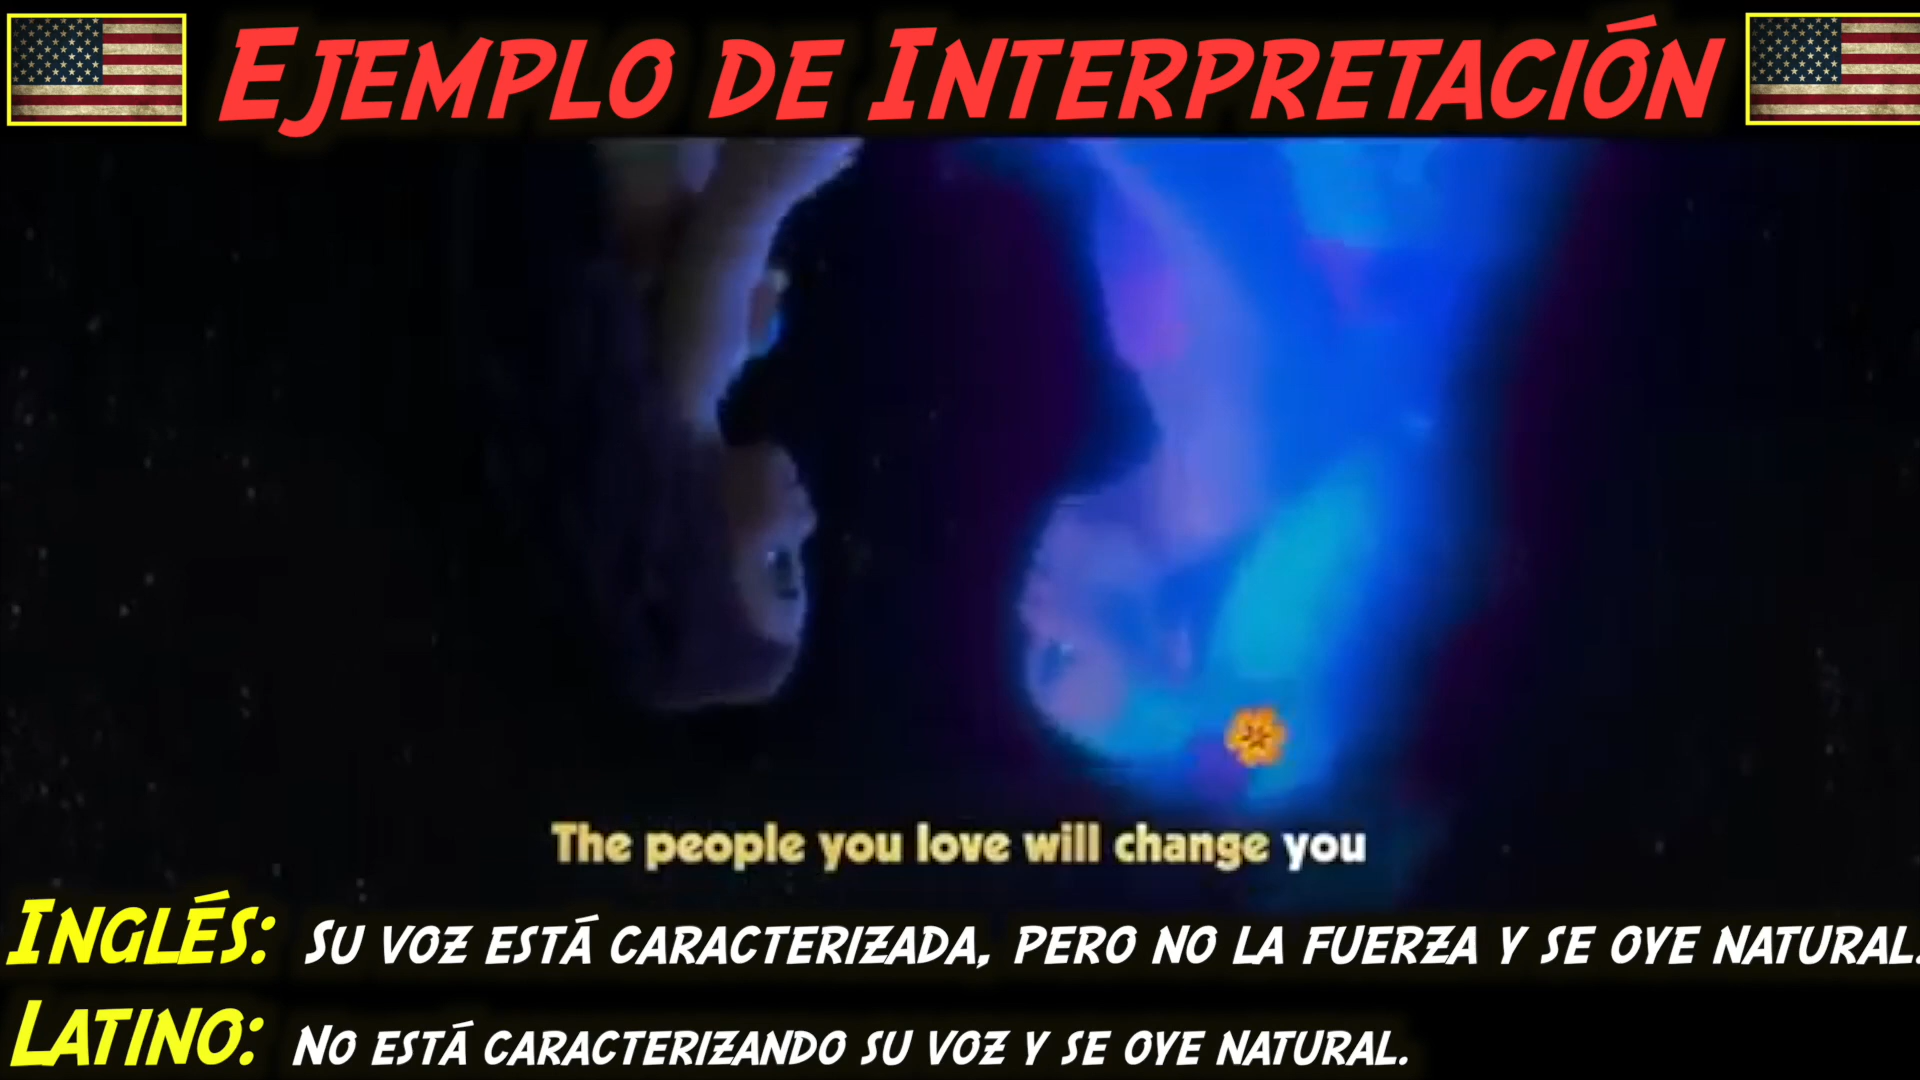 EJEMPLO DE INTERPRETACIÓN
The people you love will change you
INGLÉS: SU VOZ ESTÁ CARACTERIZADA, PERO NO LA FUERZA Y SE OYE NATURAL.
LATINO: NO ESTÁ CARACTERIZANDO SU VOZ Y SE OYE NATURAL.